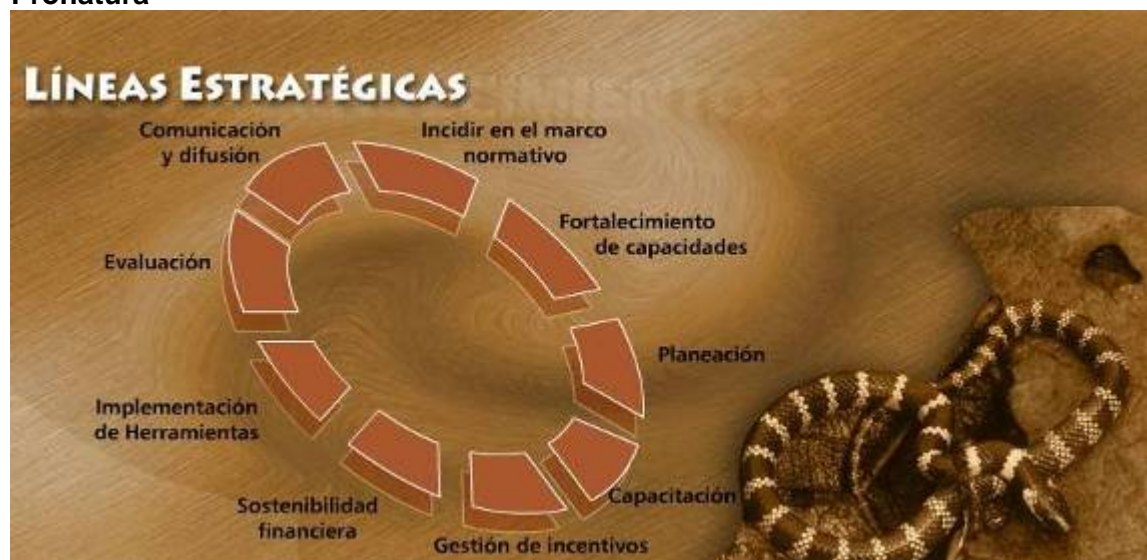 Pronatura
LÍNEAS ESTRATÉGICAS
Comunicación
y difusión
Incidir en el marco
normativo
Fortalecimiento
de capacidades
Evaluación
Planeación
Implementación
de Herramientas
Capacitación
Sostenibilidad
financiera
Gestión de incentivos